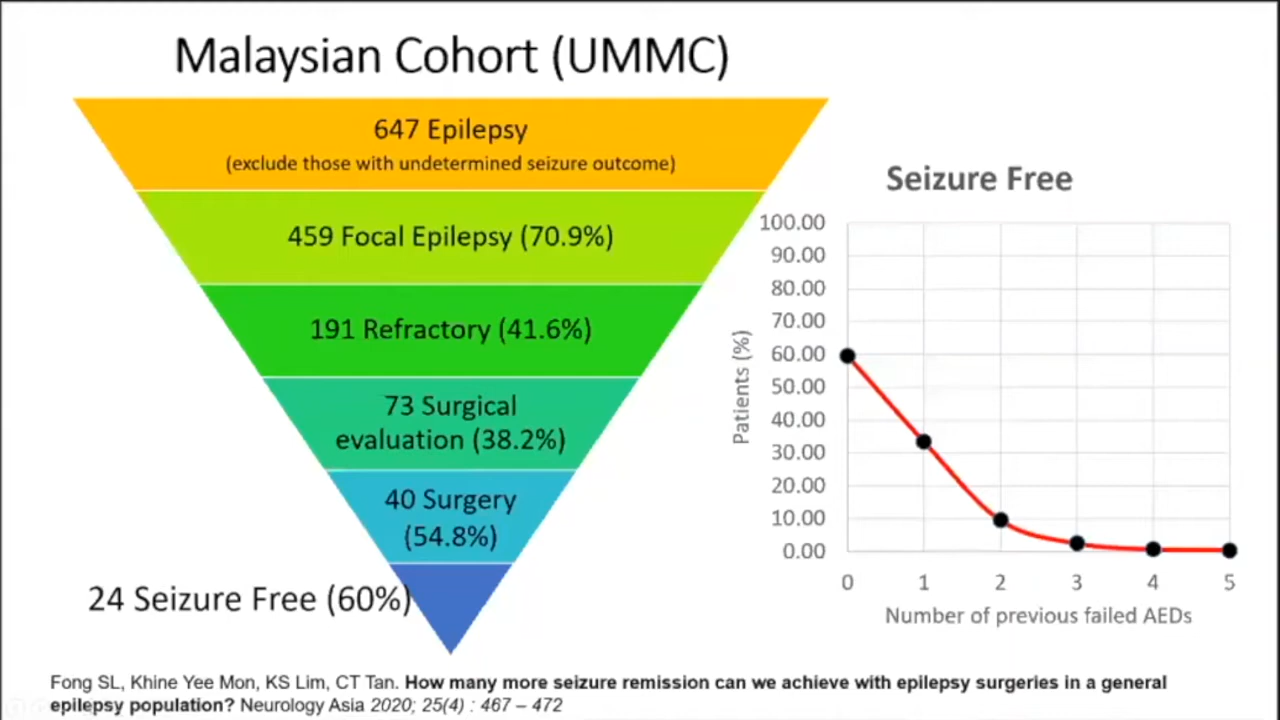 Malaysian Cohort (UMMC)
647 Epilepsy
(exclude those with undetermined seizure outcome)
459 Focal Epilepsy (70.9%)
191 Refractory (41.6%)
73 Surgical
evaluation (38.2%)
40 Surgery
(54.8%)
24 Seizure Free (60%)
Seizure Free
100.00
90.00
80.00
70.00
60.00
50.00
40.00
30.00
20.00
10.00
0.00
Patients (%)
0 1 2 3 4 5
Number of previous failed AEDs
Fong SL, Khine Yee Mon, KS Lim, CT Tan. How many more seizure remission can we achieve with epilepsy surgeries in a general
epilepsy population? Neurology Asia 2020; 25(4) : 467 – 472